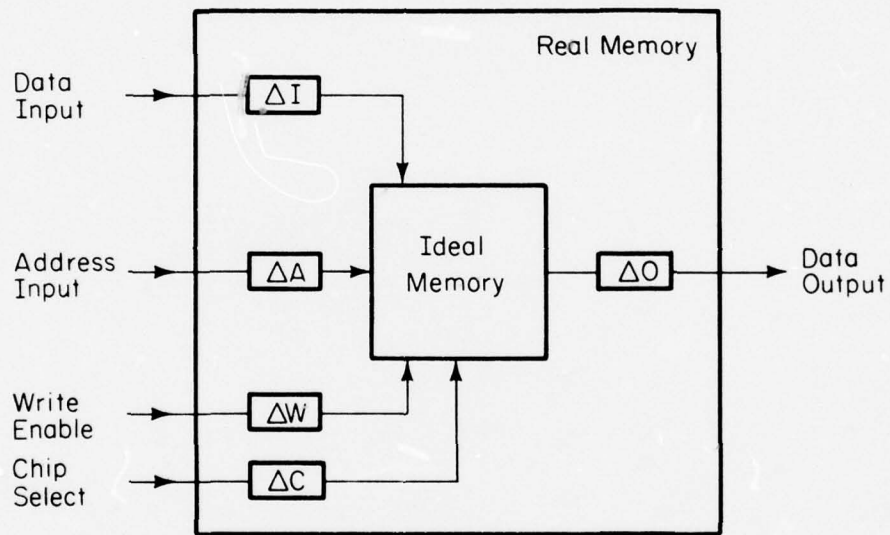 Real Memory
Data
Input
ΔI
Address
Input
ΔA
Ideal
Memory
ΔO
Data
Output
Write
Enable
ΔW
Chip
Select
ΔC